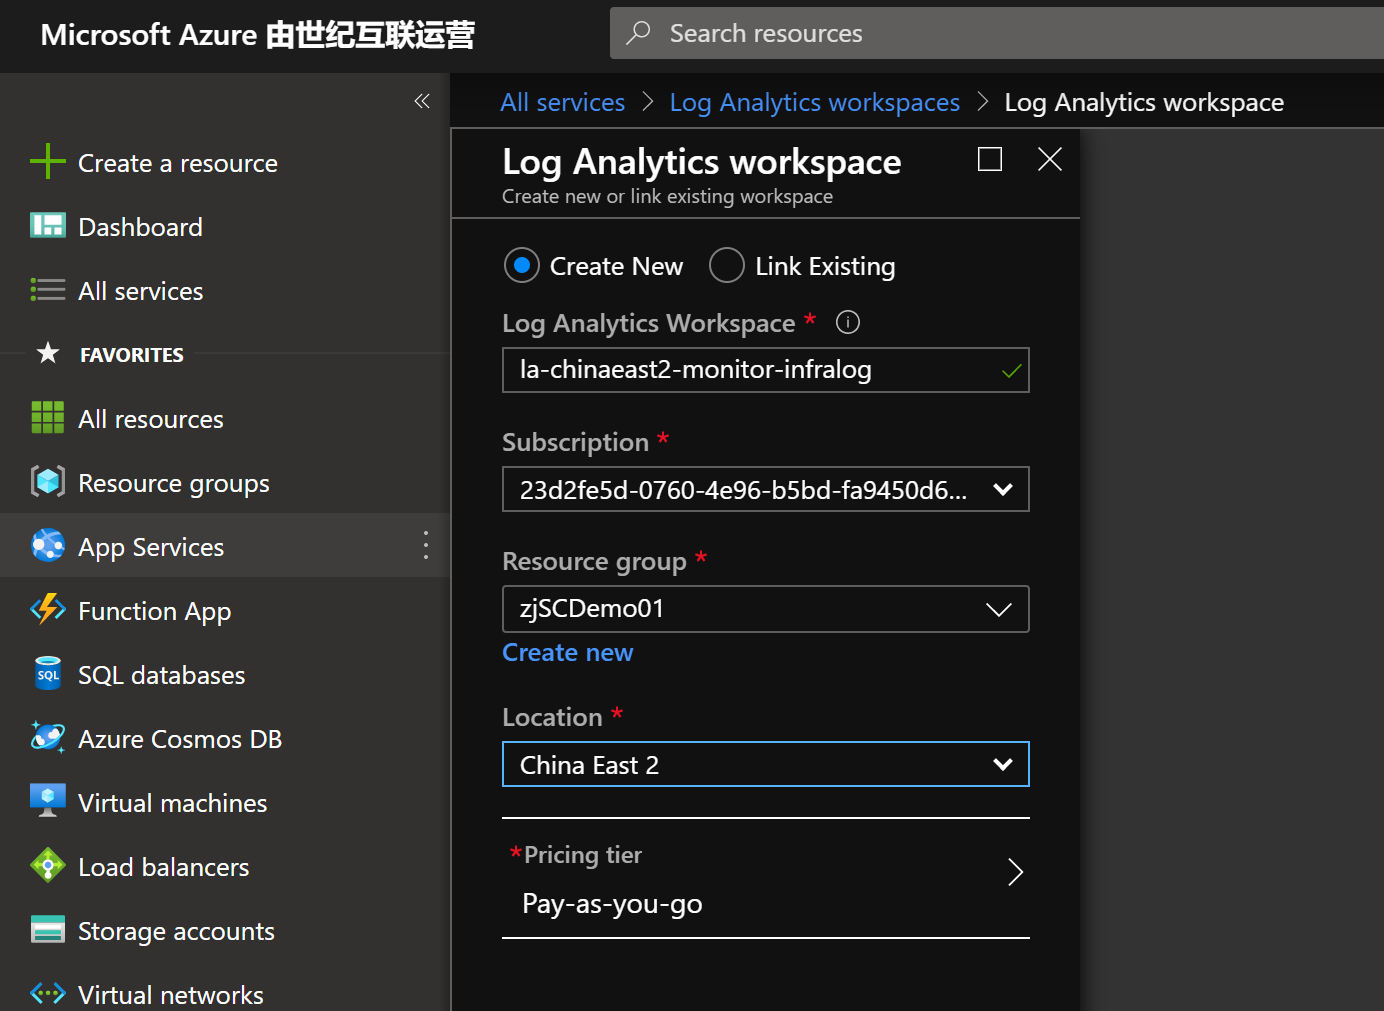 Microsoft Azure 由世纪互联运营
Search resources
All services > Log Analytics workspaces > Log Analytics workspace
Create a resource
Dashboard
All services
FAVORITES
All resources
Resource groups
App Services
Function App
SQL databases
Azure Cosmos DB
Virtual machines
Load balancers
Storage accounts
Virtual networks
Log Analytics workspace
Create new or link existing workspace
Create New
Link Existing
Log Analytics Workspace *
la-chinaeast2-monitor-infralog
Subscription *
23d2fe5d-0760-4e96-b5bd-fa9450d6...
Resource group *
zjSCDemo01
Create new
Location *
China East 2
*Pricing tier
Pay-as-you-go